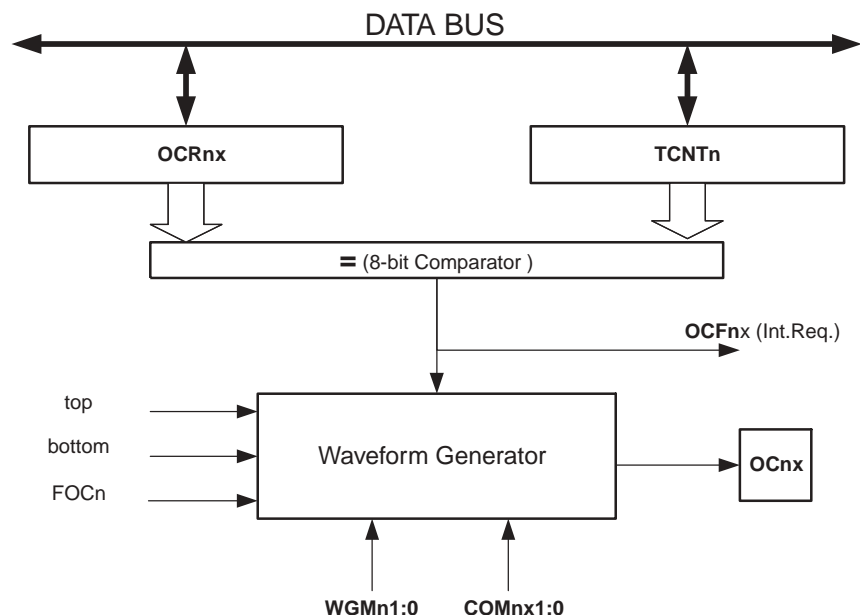 DATA BUS
OCRnx
TCNTn
= (8-bit Comparator )
OCFnx (Int.Req.)
top
bottom
FOCn
Waveform Generator
OCnx
WGMn1:0
COMnx1:0